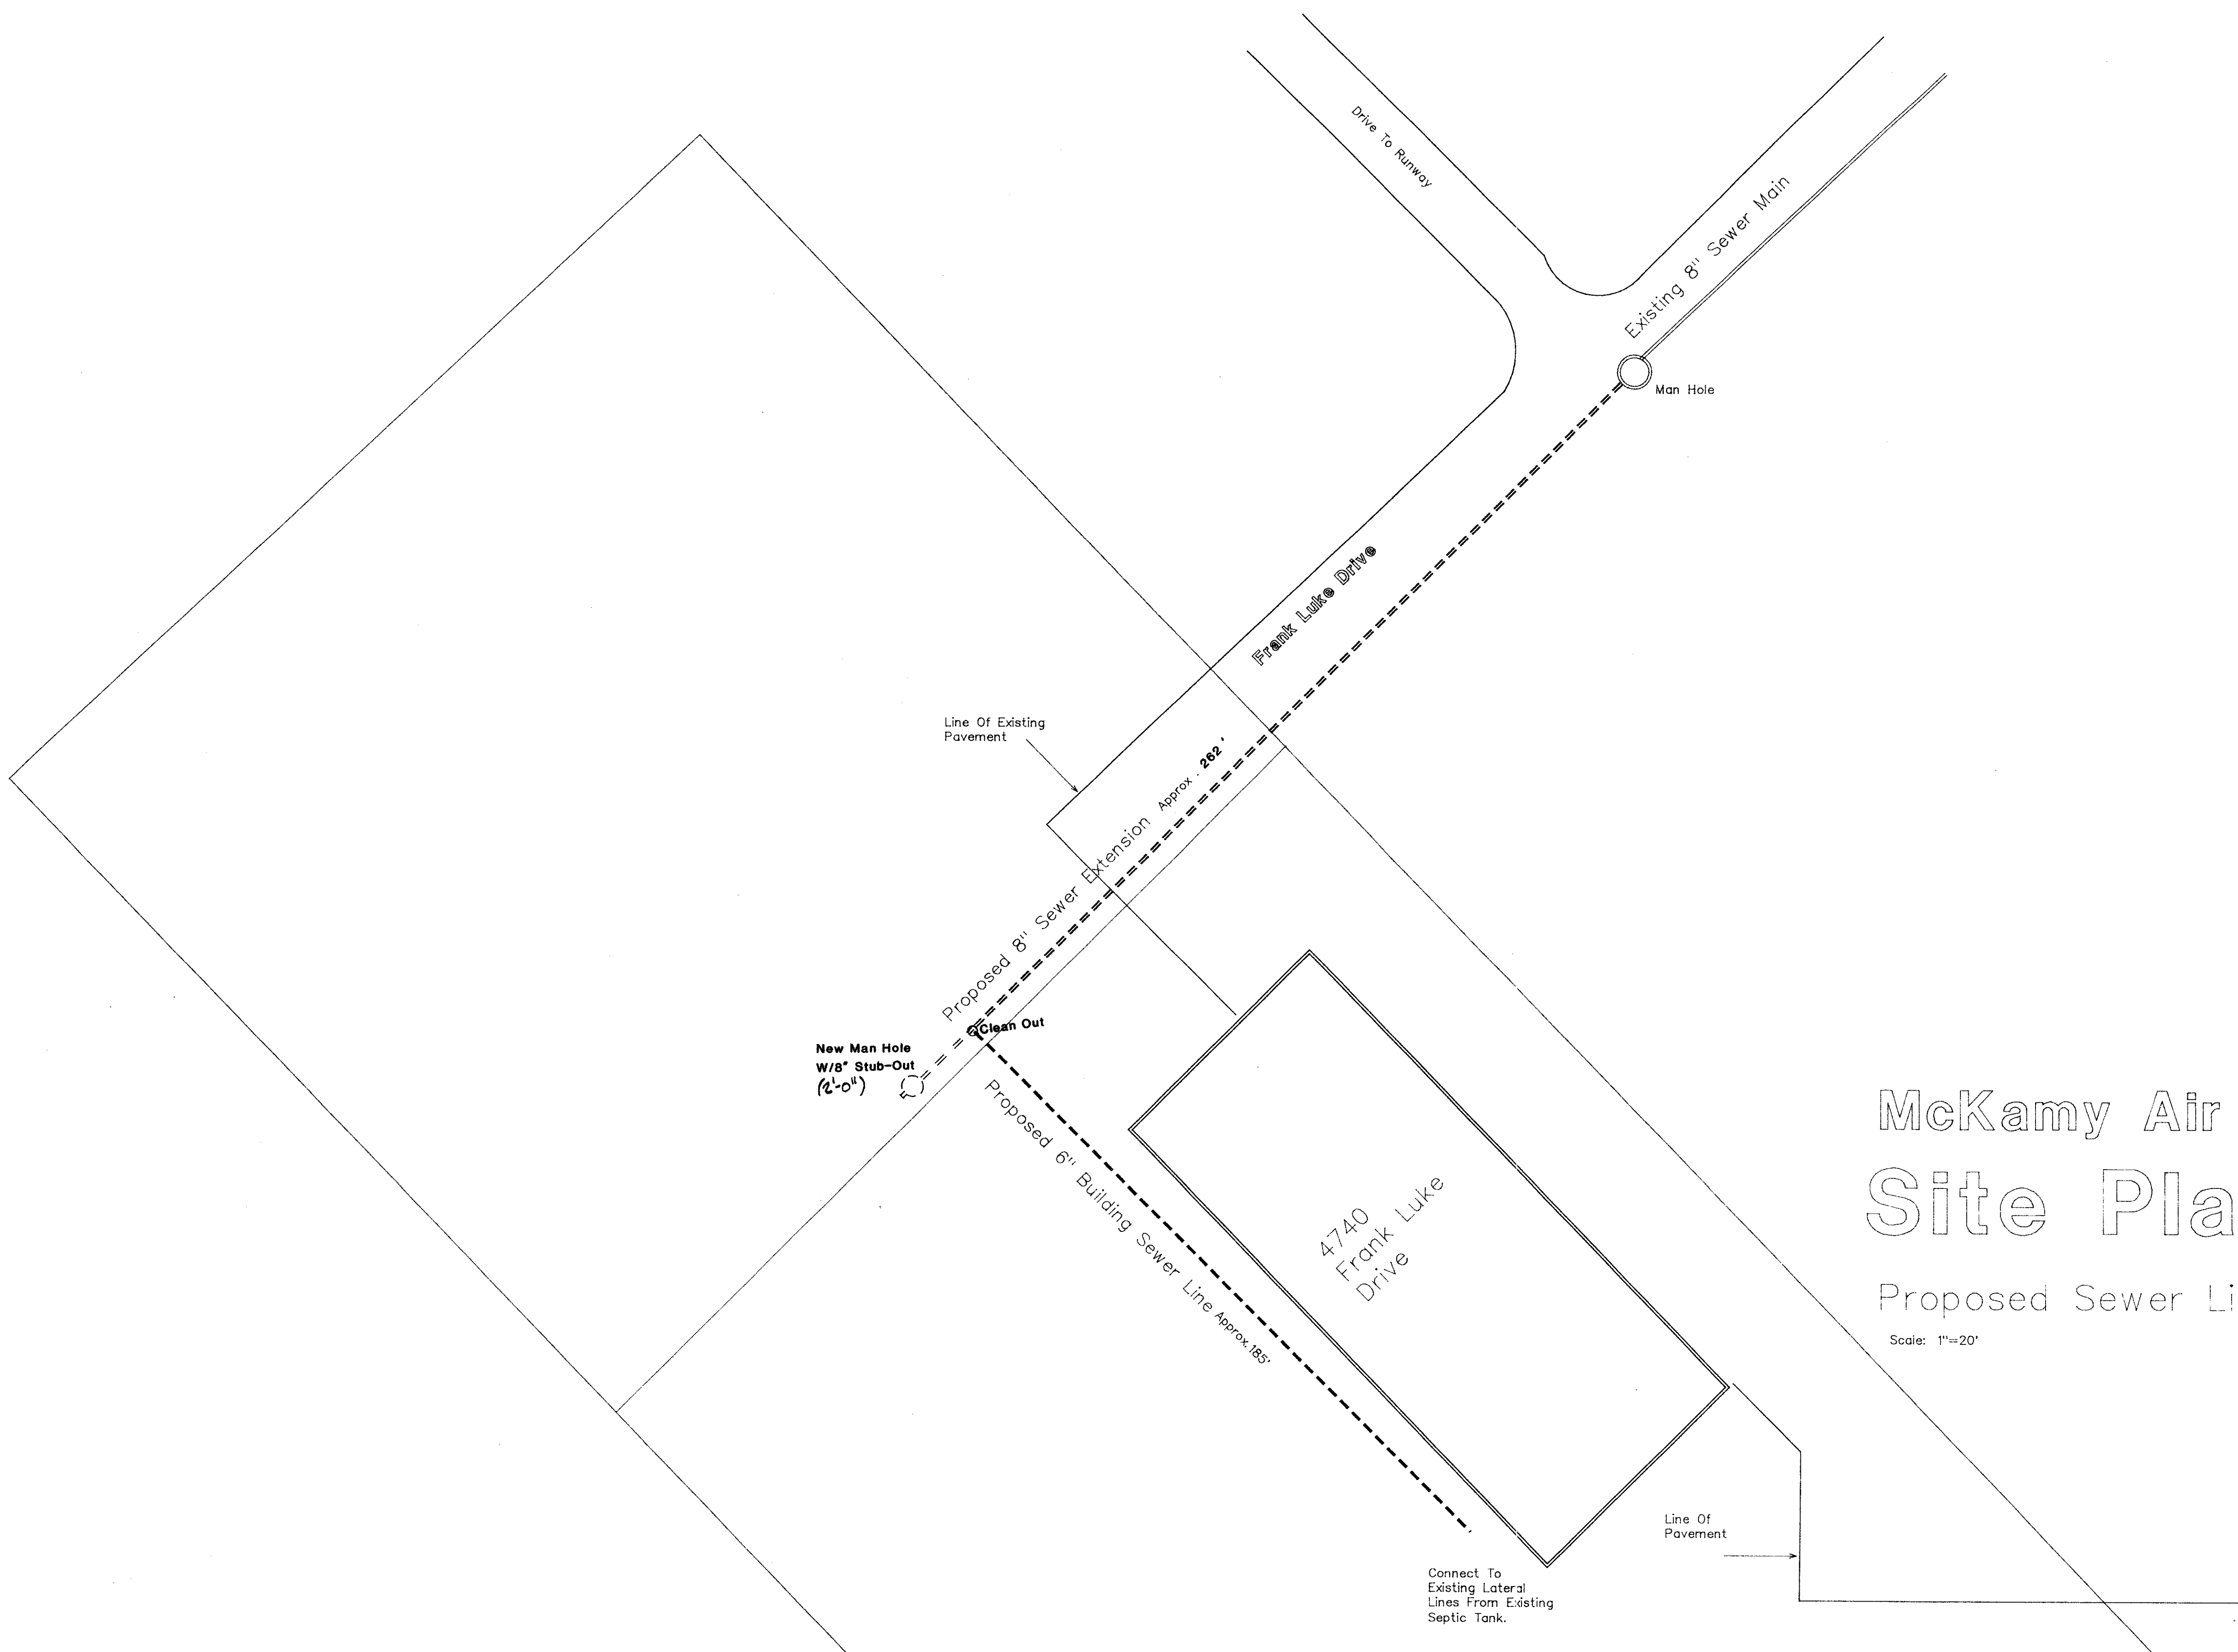 Drive To Runway
Existing 8" Sewer Main
Man Hole
Frank Luke Drive
Line Of Existing
Pavement
Proposed 8" Sewer Extension Approx. 262'
Clean Out
New Man Hole
W/8" Stub-Out
(2'-0")
Proposed 6" Building Sewer Line Approx. 185'
4740
Frank Luke
Drive
McKamy Air
Site Pla
Proposed Sewer Li
Scale: 1"=20'
Line Of
Pavement
Connect To
Existing Lateral
Lines From Existing
Septic Tank.